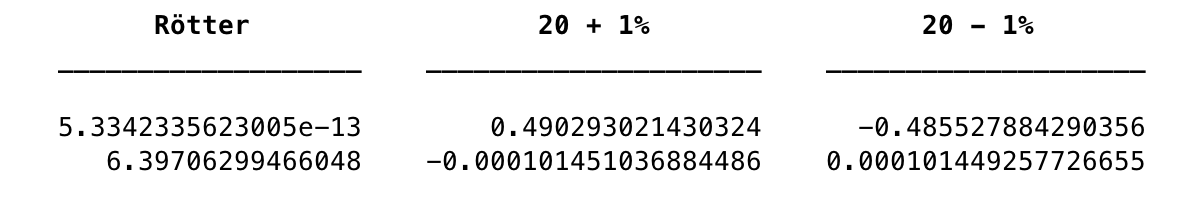 Rötter 20 + 1% 20 - 1%
5.3342335623005e-13 0.490293021430324 -0.485527884290356
6.39706299466048 -0.000101451036884486 0.000101449257726655